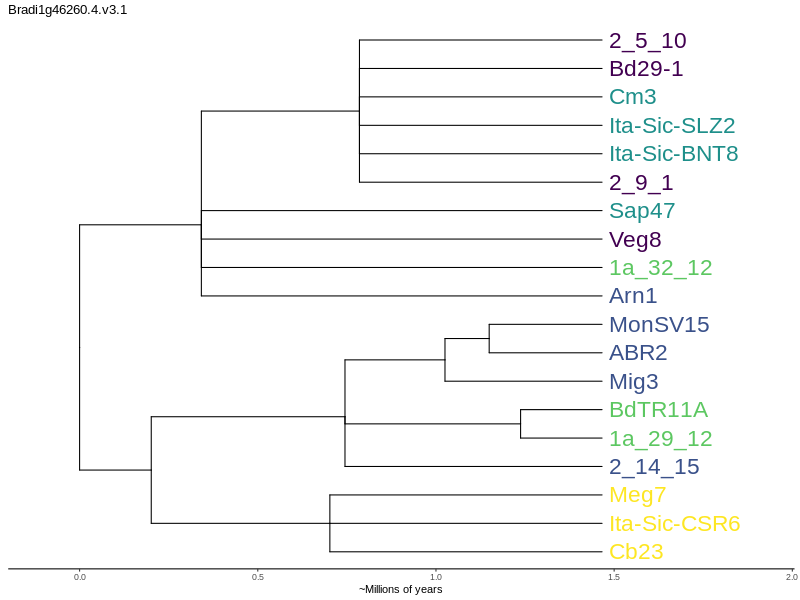 Bradi1g46260.4.v3.1
2_5_10
Bd29-1
Cm3
Ita-Sic-SLZ2
Ita-Sic-BNT8
2_9_1
Sap47
Veg8
1a_32_12
Arn1
MonSV15
ABR2
Mig3
BdTR11A
1a_29_12
2_14_15
Meg7
Ita-Sic-CSR6
Cb23
0.0 0.5 1.0 1.5 2.0
~Millions of years